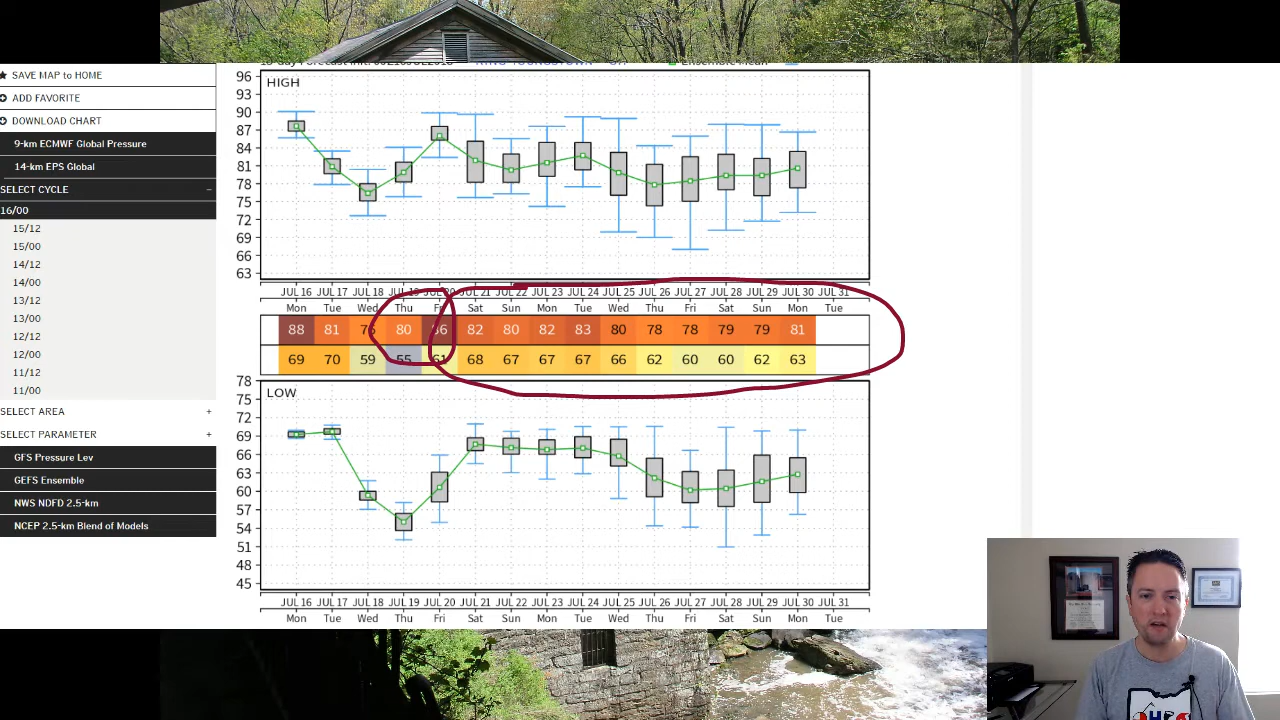 SAVE MAP to HOME
ADD FAVORITE
DOWNLOAD CHART
9-km ECMWF Global Pressure
14-km EPS Global
SELECT CYCLE –
16/00
15/12
15/00
14/12
14/00
13/12
13/00
12/12
12/00
11/12
11/00
SELECT AREA +
SELECT PARAMETER +
GFS Pressure Lev
GEFS Ensemble
NWS NDFD 2.5-km
NCEP 2.5-km Blend of Models
Ensemble Mean
HIGH
96
93
90
87
84
81
78
75
72
69
66
63
JUL 16 JUL 17 JUL 18 JUL 19 JUL 20 JUL 21 JUL 22 JUL 23 JUL 24 JUL 25 JUL 26 JUL 27 JUL 28 JUL 29 JUL 30 JUL 31
Mon Tue Wed Thu Fri Sat Sun Mon Tue Wed Thu Fri Sat Sun Mon Tue
88 81 76 80 86 82 80 82 83 80 78 78 79 79 81
69 70 59 55 61 68 67 67 67 66 62 60 60 62 63
LOW
78
75
72
69
66
63
60
57
54
51
48
45
JUL 16 JUL 17 JUL 18 JUL 19 JUL 20 JUL 21 JUL 22 JUL 23 JUL 24 JUL 25 JUL 26 JUL 27 JUL 28 JUL 29 JUL 30 JUL 31
Mon Tue Wed Thu Fri Sat Sun Mon Tue Wed Thu Fri Sat Sun Mon Tue